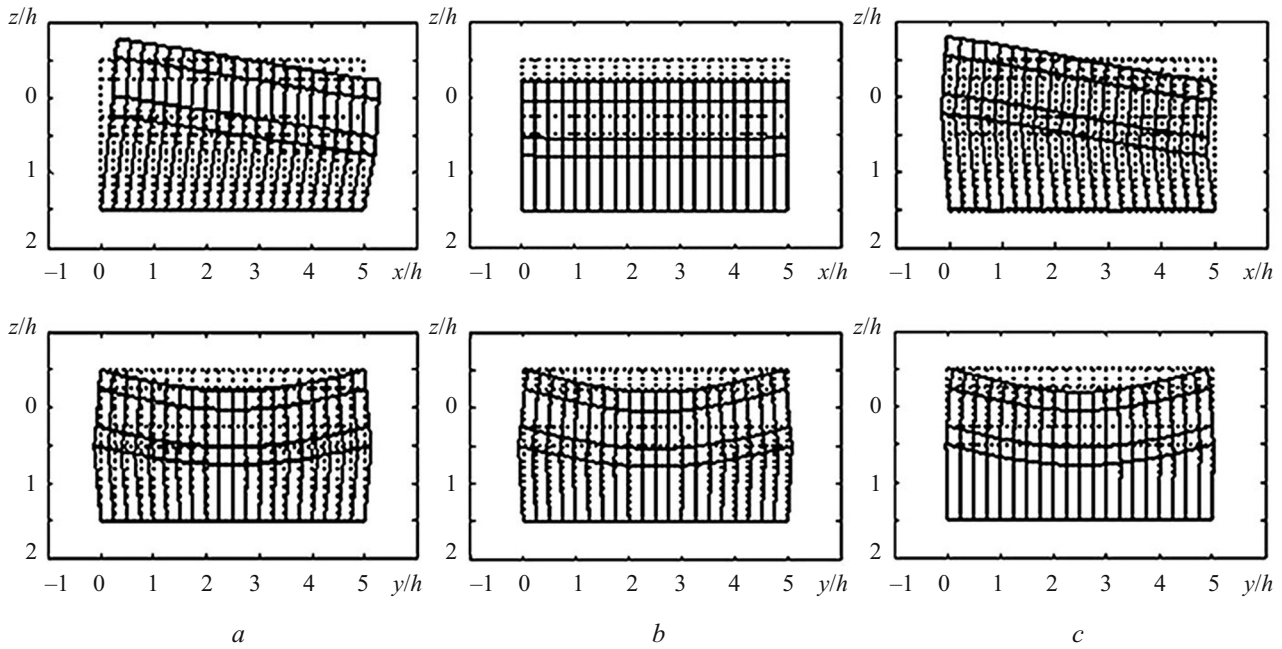 z/h z/h z/h
0 0 0
1 1 1
2 2 2
–1 0 1 2 3 4 5 x/h –1 0 1 2 3 4 5 x/h –1 0 1 2 3 4 5 x/h
z/h z/h z/h
0 0 0
1 1 1
2 2 2
–1 0 1 2 3 4 5 y/h –1 0 1 2 3 4 5 y/h –1 0 1 2 3 4 5 y/h
a b c